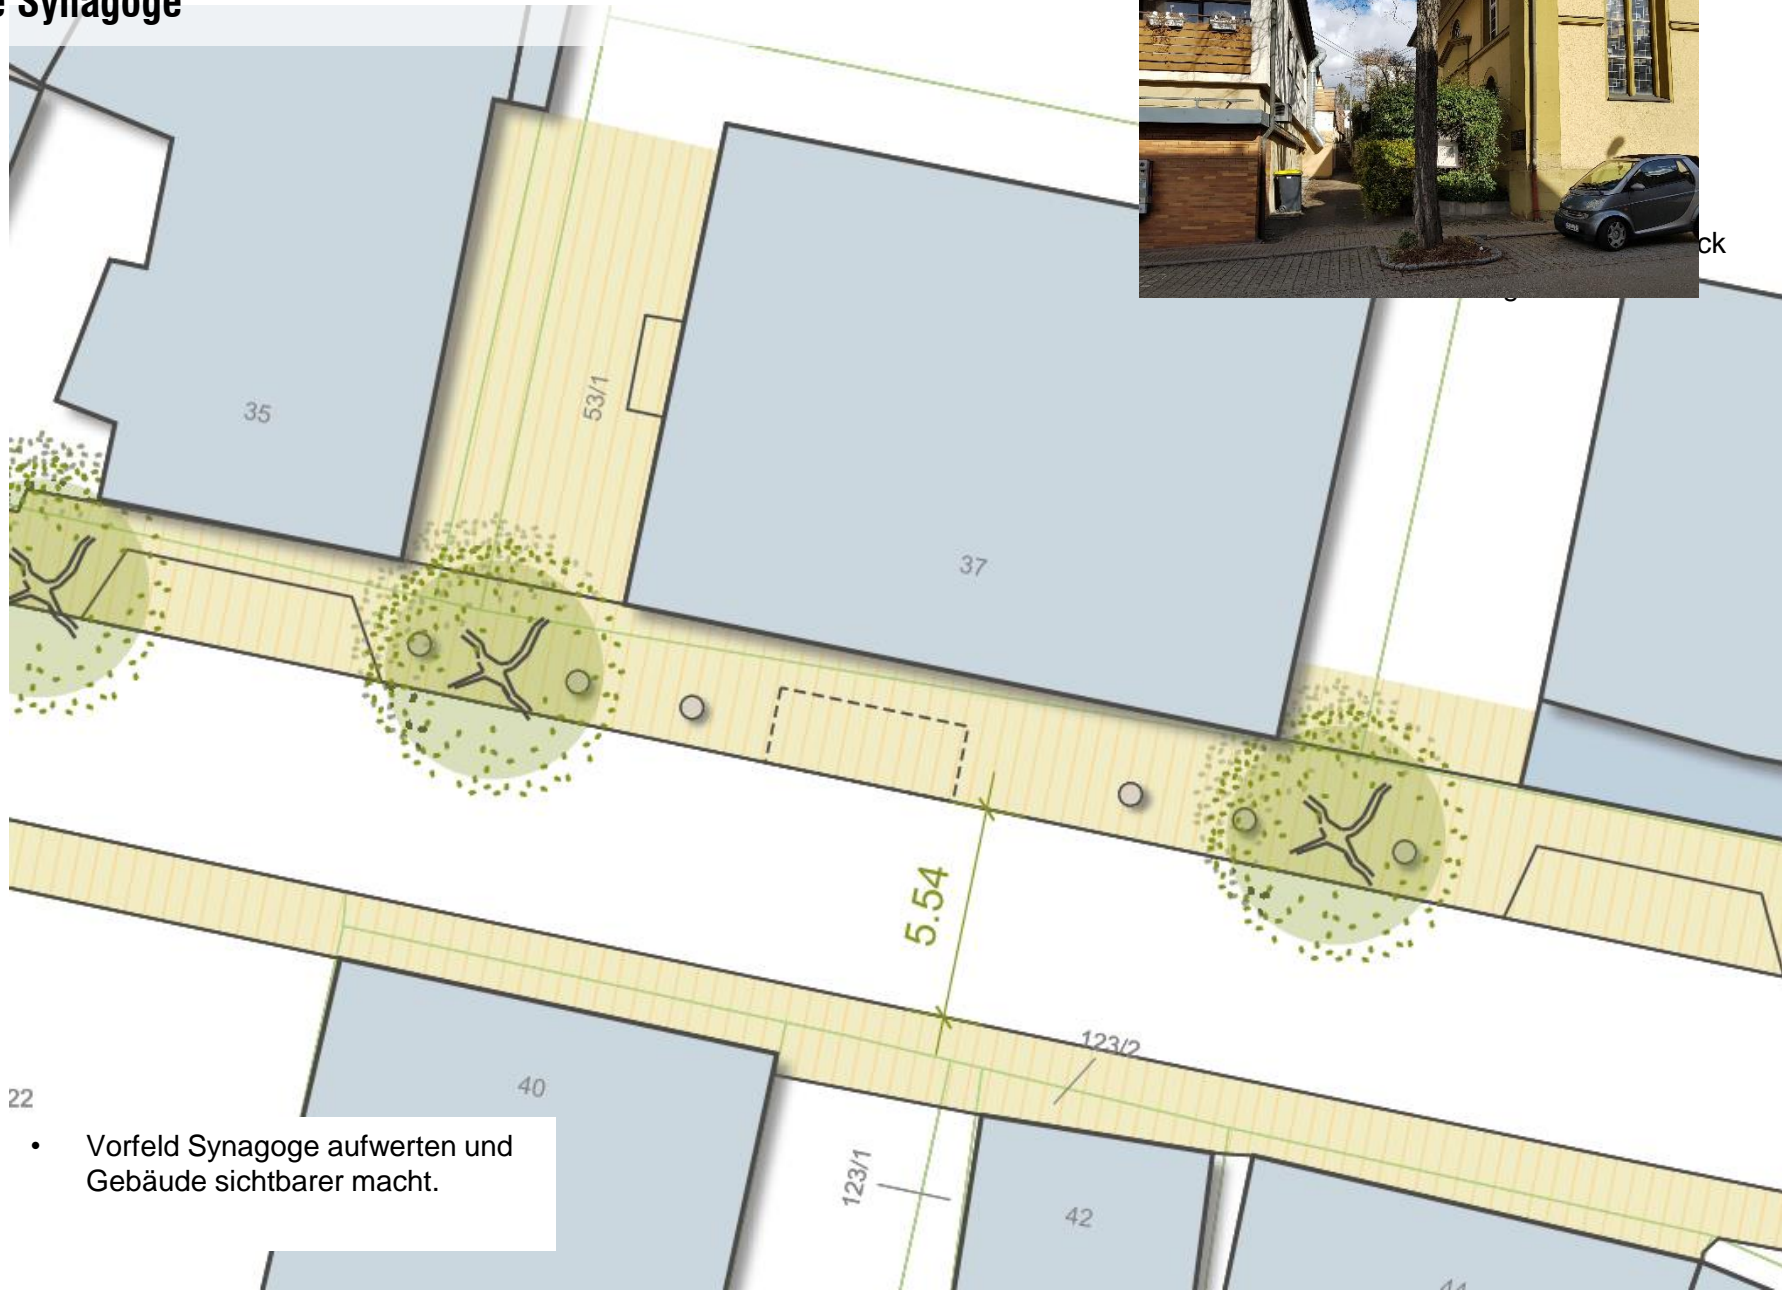 Synagoge
ck
35
53/1
37
5.54
123/2
22
40
• Vorfeld Synagoge aufwerten und
Gebäude sichtbarer macht.
123/1
42